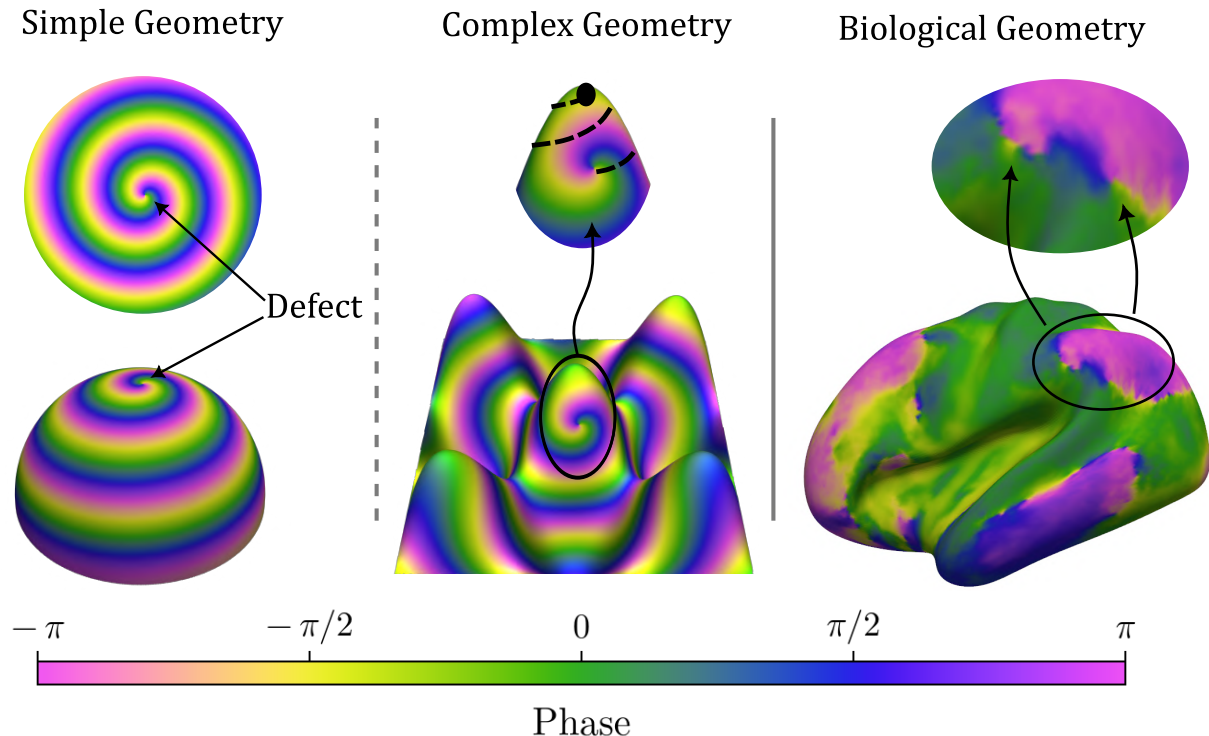 Simple Geometry
Complex Geometry
Biological Geometry
Defect
− π
− π/2
0
π/2
π
Phase